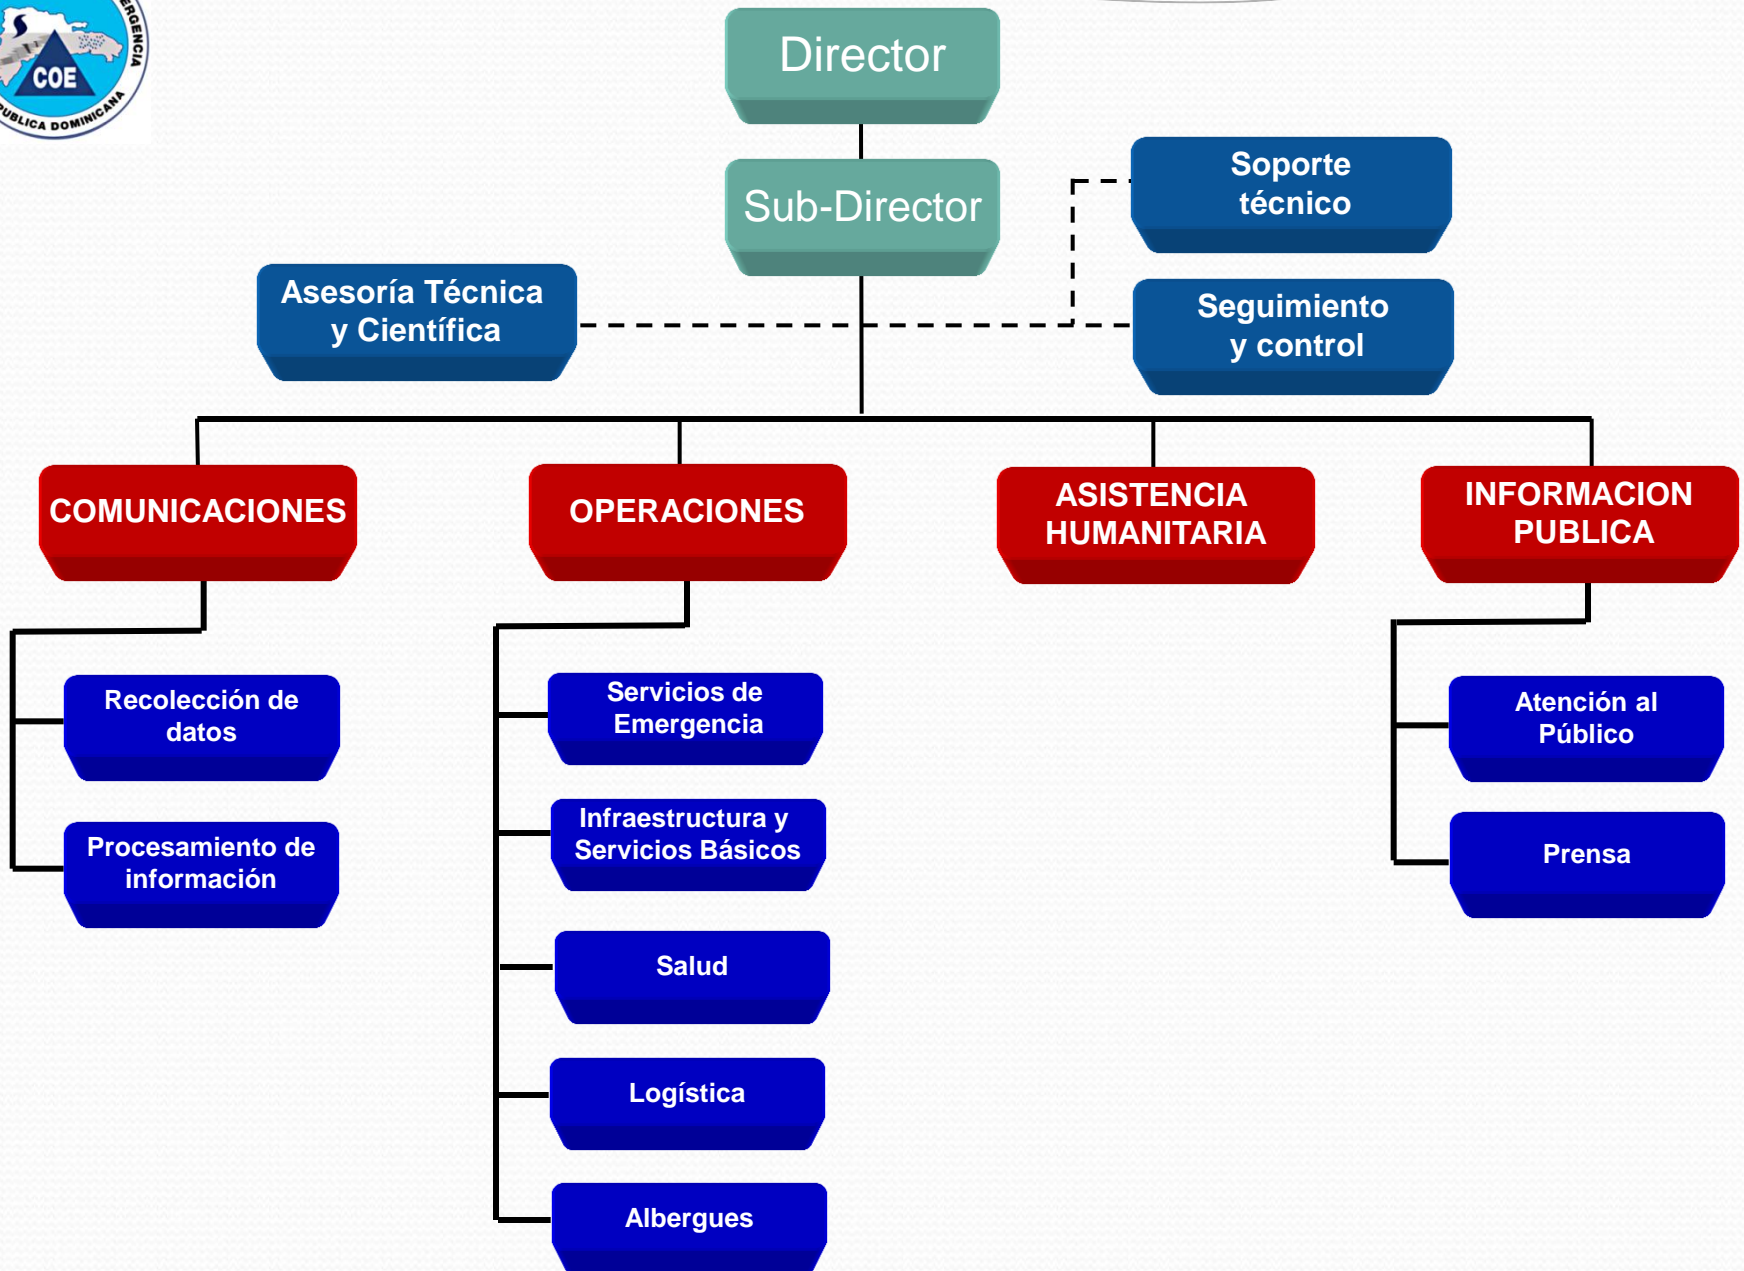 COE
Director
Sub-Director
Soporte
técnico
Asesoría Técnica
y Científica
Seguimiento
y control
COMUNICACIONES
OPERACIONES
ASISTENCIA
HUMANITARIA
INFORMACION
PUBLICA
Recolección de
datos
Procesamiento de
información
Servicios de
Emergencia
Infraestructura y
Servicios Básicos
Salud
Logística
Albergues
Atención al
Público
Prensa